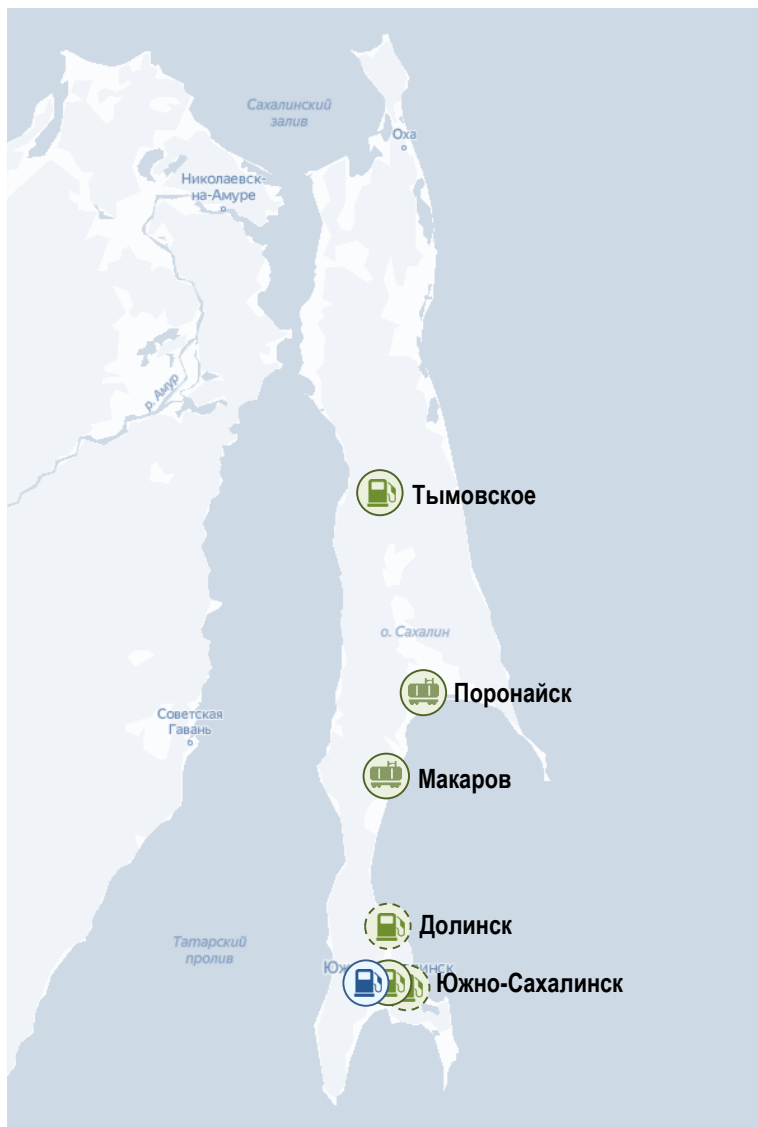 Сахалинский
залив
Оха
Николаевск-
на-Амуре
р. Амур
Тымовское
о. Сахалин
Поронайск
Советская
Гавань
Макаров
Долинск
Татарский
пролив
Южно-Сахалинск